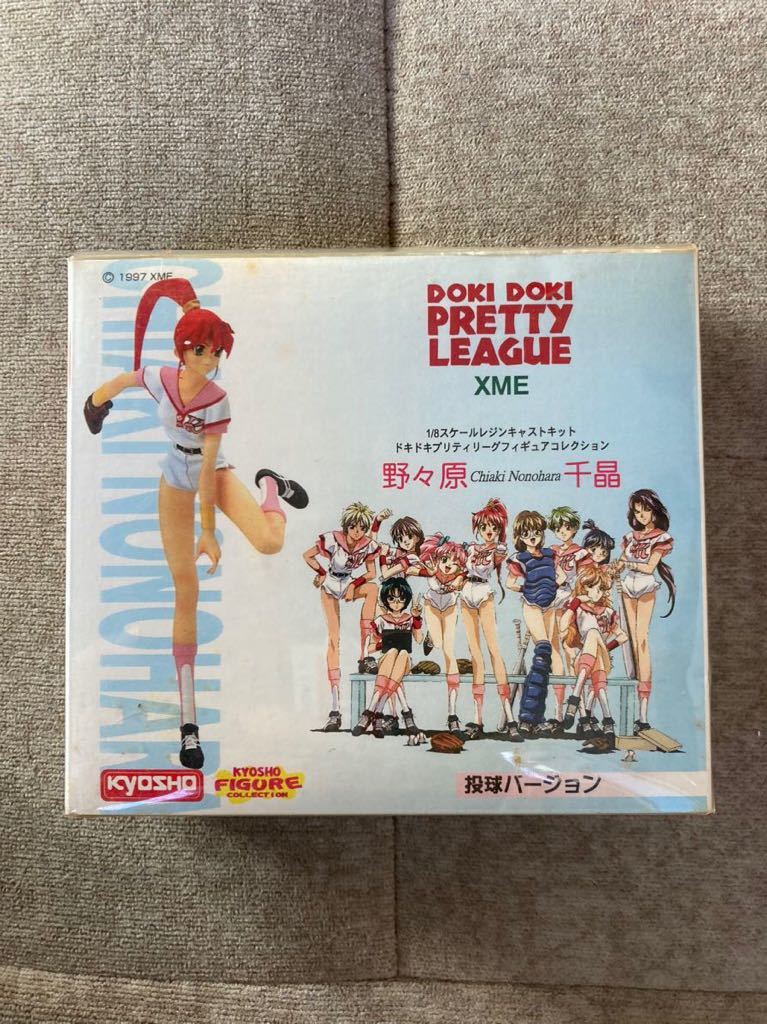 © 1997 XME
CHIAKI NONOHAR
DOKI DOKI
PRETTY
LEAGUE
XME
1/8スケールレジンキャストキット
ドキドキプリティリーグフィギュアコレクション
野々原 Chiaki Nonohara 千晶
KYOSHO
KYOSHO
FIGURE
COLLECTION
投球バージョン